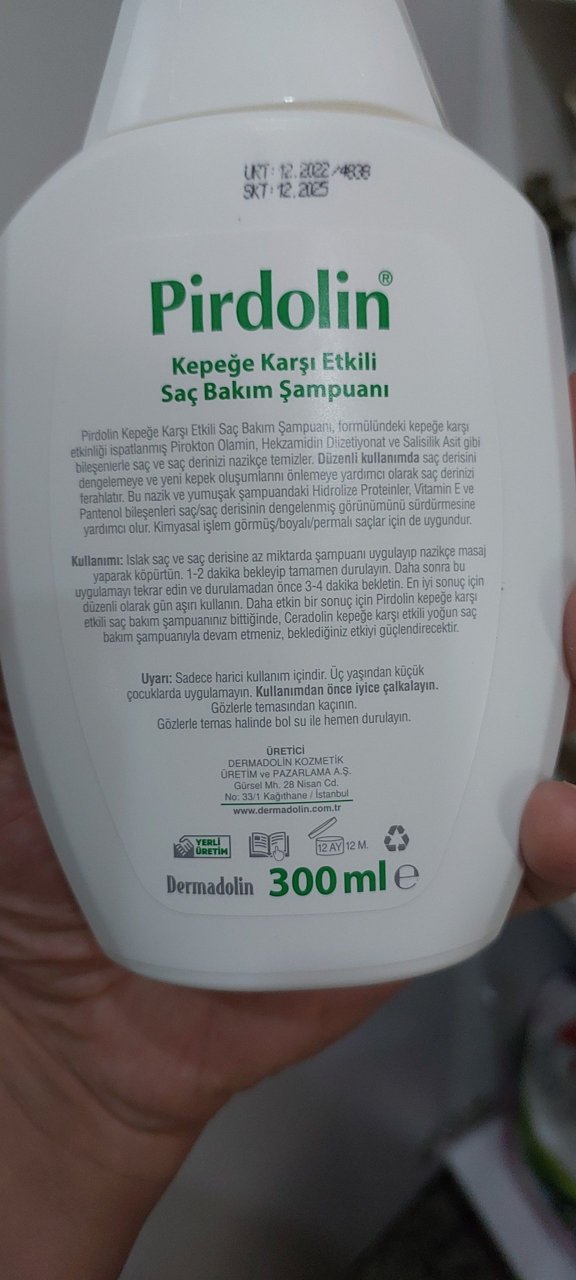 ÜRT: 12.2022/4838
SKT: 12.2025
Pirdolin®
Kepeğe Karşı Etkili
Saç Bakım Şampuanı
Pirdolin Kepeğe Karşı Etkili Saç Bakım Şampuanı, formülündeki kepeğe karşı
etkinliği ispatlanmış Pirokton Olamin, Hekzamidin Diizetiyonat ve Salisilik Asit gibi
bileşenlerle saç ve saç derinizi nazikçe temizler. Düzenli kullanımda saç derisini
dengelemeye ve yeni kepek oluşumlarını önlemeye yardımcı olarak saç derinizi
ferahlatır. Bu nazik ve yumuşak şampuandaki Hidrolize Proteinler, Vitamin E ve
Pantenol bileşenleri saç/saç derisinin dengelenmiş görünümünü sürdürmesine
yardımcı olur. Kimyasal işlem görmüş/boyalı/permalı saçlar için de uygundur.
Kullanımı: Islak saç ve saç derisine az miktarda şampuanı uygulayıp nazikçe masaj
yaparak köpürtün. 1-2 dakika bekleyip tamamen durulayın. Daha sonra bu
uygulamayı tekrar edin ve durulamadan önce 3-4 dakika bekletin. En iyi sonuç için
düzenli olarak gün aşırı kullanın. Daha etkin bir sonuç için Pirdolin kepeğe karşı
etkili saç bakım şampuanınız bittiğinde, Ceradolin kepeğe karşı etkili yoğun saç
bakım şampuanıyla devam etmeniz, beklediğiniz etkiyi güçlendirecektir.
Uyarı: Sadece harici kullanım içindir. Üç yaşından küçük
çocuklarda uygulamayın. Kullanımdan önce iyice çalkalayın.
Gözlerle temasından kaçının.
Gözlerle temas halinde bol su ile hemen durulayın.
ÜRETİCİ
DERMADOLİN KOZMETİK
ÜRETİM ve PAZARLAMA A.Ş.
Gürsel Mh. 28 Nisan Cd.
No: 33/1 Kağıthane / İstanbul
www.dermadolin.com.tr
YERLİ
ÜRETİM
12 AY 12 M.
Dermadolin 300 ml ℮